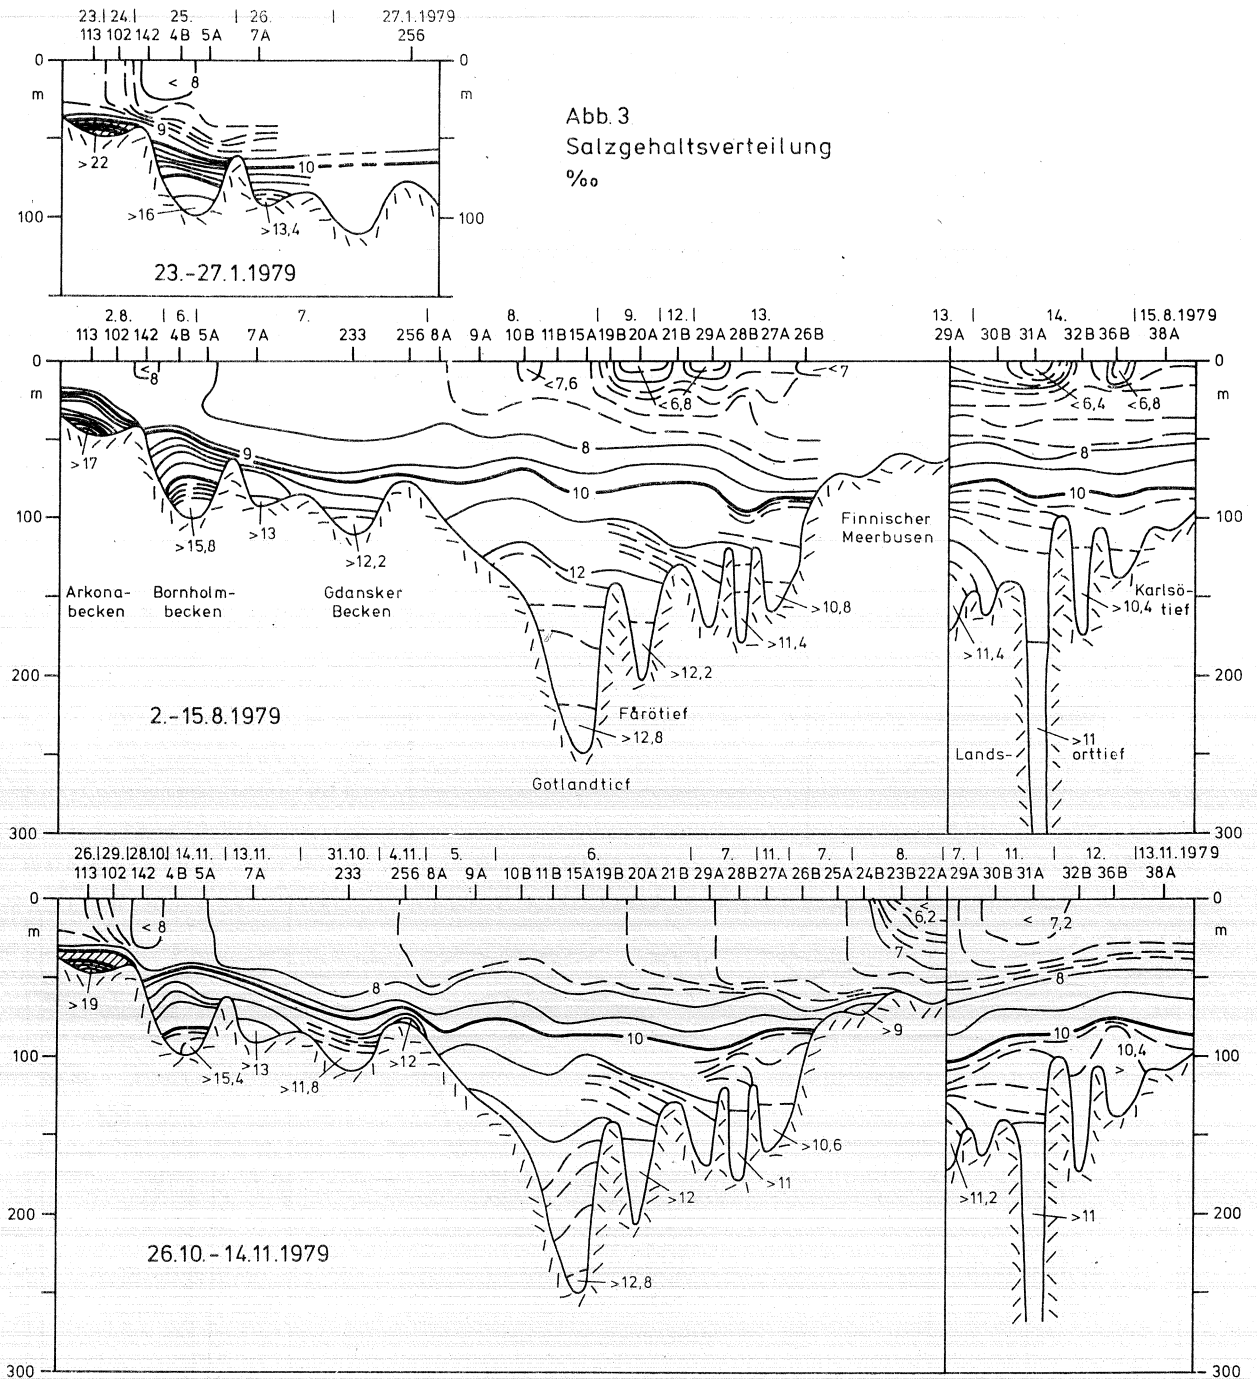 23. | 24. | 25. | 26. | 27.1.1979
113 102 142 4B 5A 7A 256
0 0
m m
< 8
9
>22
10
>16
>13,4
100 100
23.-27.1.1979
Abb. 3
Salzgehaltsverteilung
‰
2.8. | 6. | 7. | 8. | 9. | 12. | 13. 13. | 14. | 15.8.1979
113 102 142 4B 5A 7A 233 256 8A 9A 10B 11B 15A 19B 20A 21B 29A 28B 27A 26B 29A 30B 31A 32B 36B 38A
0 0
m m
<8
<7,6
<6,8
<7
<6,4
<6,8
9
8
8
>17
10
10
100 100
>15,8
>13
>12,2
12
Finnischer
Meerbusen
Arkona-
becken
Bornholm-
becken
Gdansker
Becken
>10,8
>10,4
Karlsö-
tief
>11,4
>11,4
>12,2
200 200
2.-15.8.1979
Fårötief
>12,8
>11
Lands-
orttief
Gotlandtief
300 300
26. | 29. | 28.10. | 14.11. | 13.11. | 31.10. | 4.11. | 5. | 6. | 7. | 11. | 7. | 8. | 7. | 11. | 12. | 13.11.1979
113 102 142 4B 5A 7A 233 256 8A 9A 10B 11B 15A 19B 20A 21B 29A 28B 27A 26B 25A 24B 23B 22A 29A 30B 31A 32B 36B 38A
0 0
m m
< 8
<
6,2
< 7,2
7
8
8
>19
>9
10
10
10,4
>
100 100
>15,4
>13
>11,8
>12
>10,6
>11
>12
>11,2
>11
200 200
26.10.-14.11.1979
>12,8
300 300